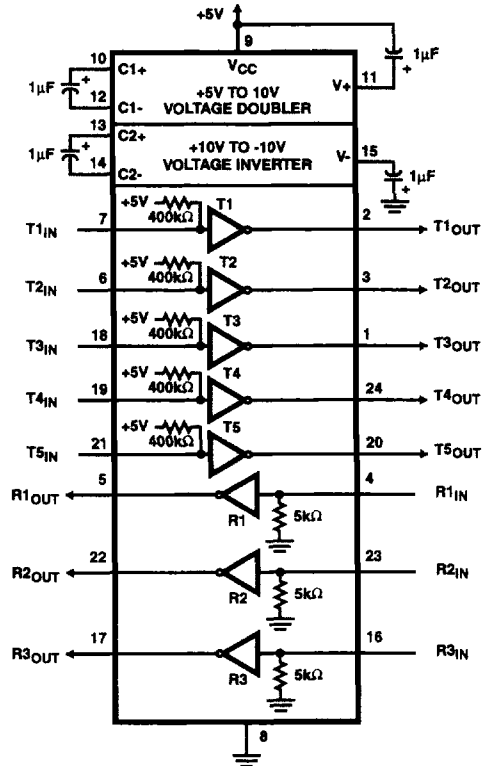 +5V
9
10
C1+
VCC
1µF
+
+5V TO 10V
VOLTAGE DOUBLER
V+
11
+
1µF
12
C1-
13
C2+
+10V TO -10V
VOLTAGE INVERTER
V-
15
1µF
+
14
C2-
+
1µF
+5V
400kΩ
T1
T1IN
7
2
T1OUT
+5V
400kΩ
T2
T2IN
6
3
T2OUT
+5V
400kΩ
T3
T3IN
18
1
T3OUT
+5V
400kΩ
T4
T4IN
19
24
T4OUT
+5V
400kΩ
T5
T5IN
21
20
T5OUT
R1OUT
5
R1
4
R1IN
5kΩ
R2OUT
22
R2
23
R2IN
5kΩ
R3OUT
17
R3
16
R3IN
5kΩ
8